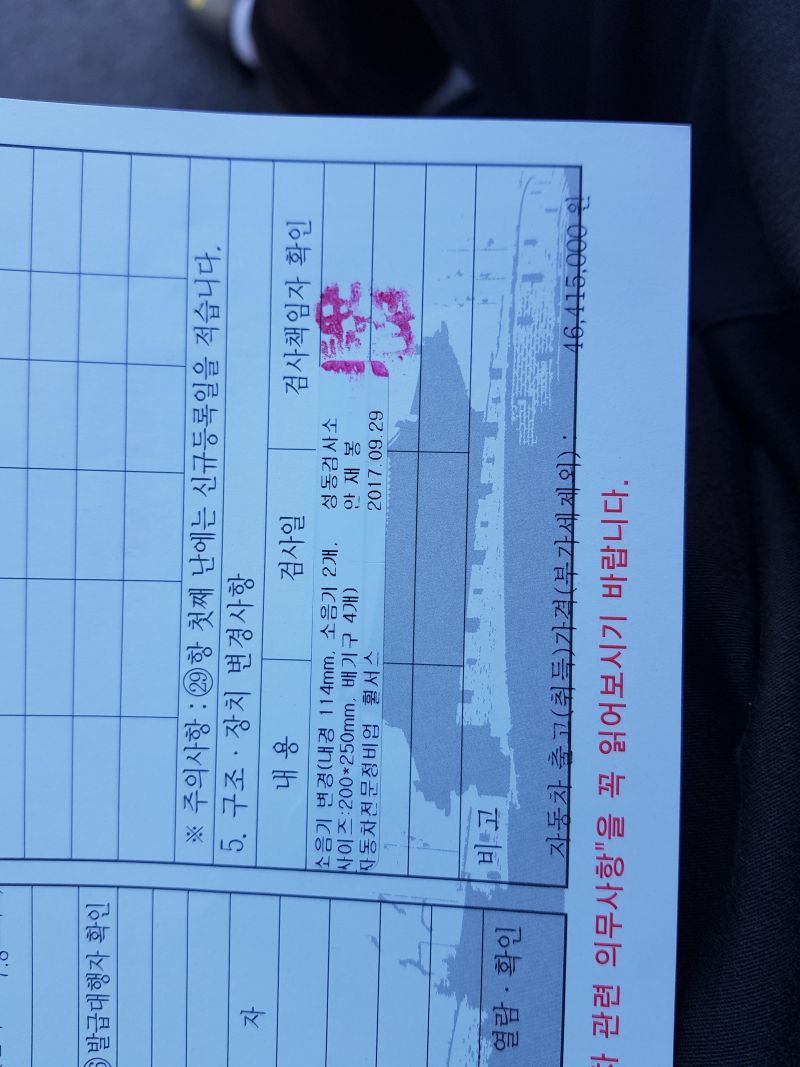 ※ 주의사항 : ㉙항 첫째 난에는 신규등록일을 적습니다.
5. 구조 · 장치 변경사항
내 용 검사일 검사책임자 확인
소음기 변경(내경 114mm, 소음기 2개, 성동검사소
사이즈:200*250mm, 배기구 4개) 안 재 봉
자동차전문정비업 휠서스 2017.09.29
비 고
자동차 출고(취득)가격(부가세제외) : 46,415,000 원
발급대행자 확인
자
열람 · 확인
관련 의무사항"을 꼭 읽어보시기 바랍니다.